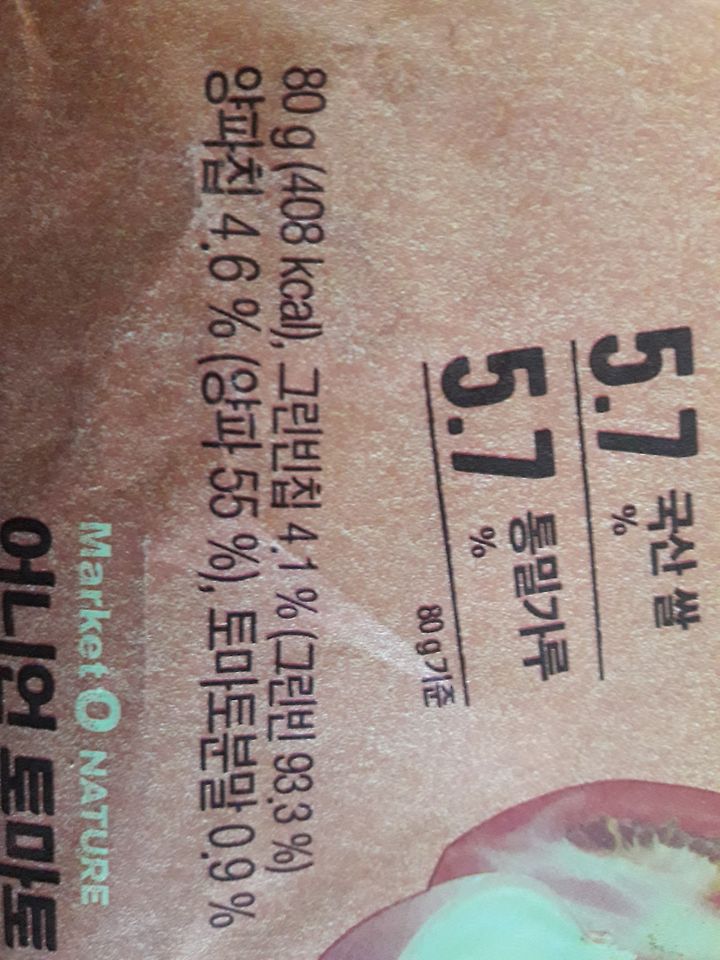 5.7 % 국산 쌀
5.7 % 통밀가루
80 g 기준
80 g (408 kcal), 그린빈칩 4.1 % (그린빈 93.3 %)
양파칩 4.6 % (양파 55 %), 토마토분말 0.9 %
Market O NATURE
어니언 토마토